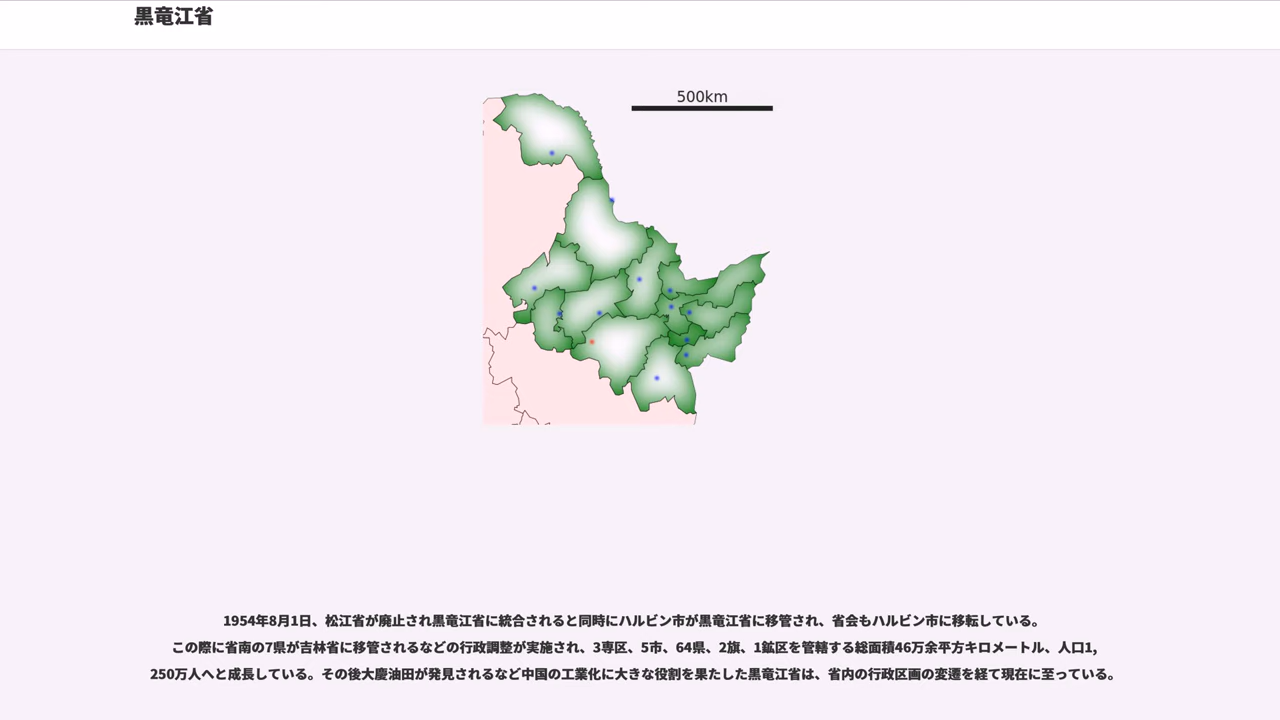 黒竜江省
500km
1954年8月1日、松江省が廃止され黒竜江省に統合されると同時にハルビン市が黒竜江省に移管され、省会もハルビン市に移転している。
この際に省南の7県が吉林省に移管されるなどの行政調整が実施され、3専区、5市、64県、2旗、1鉱区を管轄する総面積46万余平方キロメートル、人口1,
250万人へと成長している。その後大慶油田が発見されるなど中国の工業化に大きな役割を果たした黒竜江省は、省内の行政区画の変遷を経て現在に至っている。